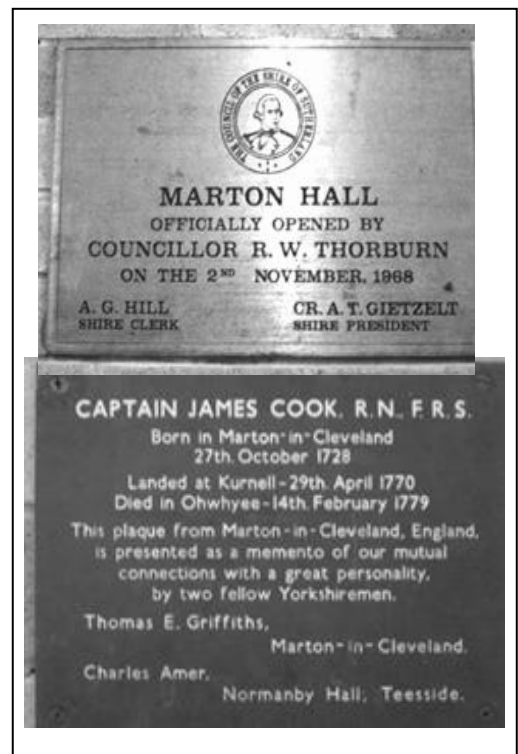 THE COUNCIL OF THE SHIRE OF SUTHERLAND
MARTON HALL
OFFICIALLY OPENED BY
COUNCILLOR R. W. THORBURN
ON THE 2ND NOVEMBER, 1968
A. G. HILL
SHIRE CLERK
CR. A. T. GIETZELT
SHIRE PRESIDENT
CAPTAIN JAMES COOK, R.N., F.R.S.
Born in Marton-in-Cleveland
27th. October 1728
Landed at Kurnell-29th. April 1770
Died in Ohwyee-14th. February 1779
This plaque from Marton-in-Cleveland, England,
is presented as a memento of our mutual
connections with a great personality,
by two fellow Yorkshiremen.
Thomas E. Griffiths,
Marton-in-Cleveland.
Charles Amer,
Normanby Hall, Teesside.